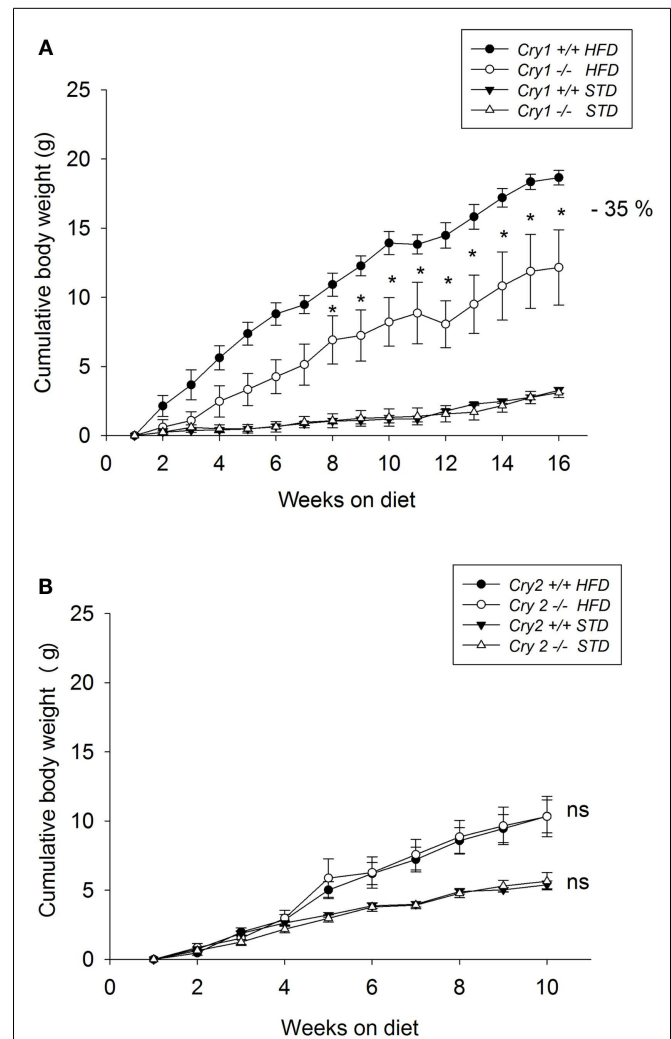 A
Cry1 +/+ HFD
Cry1 -/- HFD
Cry1 +/+ STD
Cry1 -/- STD
25
20
15
10
5
0
- 35 %
* * * * * * * * *
Cumulative body weight (g)
0 2 4 6 8 10 12 14 16
Weeks on diet
B
Cry2 +/+ HFD
Cry 2 -/- HFD
Cry2 +/+ STD
Cry 2 -/- STD
25
20
15
10
5
0
ns
ns
Cumulative body weight ( g)
0 2 4 6 8 10
Weeks on diet